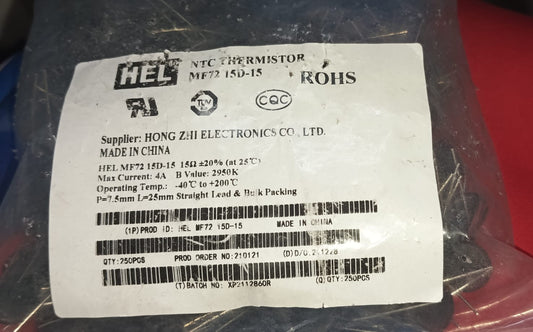 HEL
NTC THERMISTOR
MF72 15D-15
ROHS
TUV
CQC
Supplier: HONG ZHI ELECTRONICS CO., LTD.
MADE IN CHINA
HEL MF72 15D-15 15Ω ±20% (at 25℃)
Max Current: 4A B Value: 2950K
Operating Temp.: -40℃ to +200℃
P=7.5mm L=25mm Straight Lead & Bulk Packing
(1P) PROD ID: HEL MF72 15D-15 MADE IN CHINA
QTY:250PCS PROD ORDER NO:210121 (D)D/C:211228
(T)BATCH NO: XP2112860R (Q)QTY:250PCS